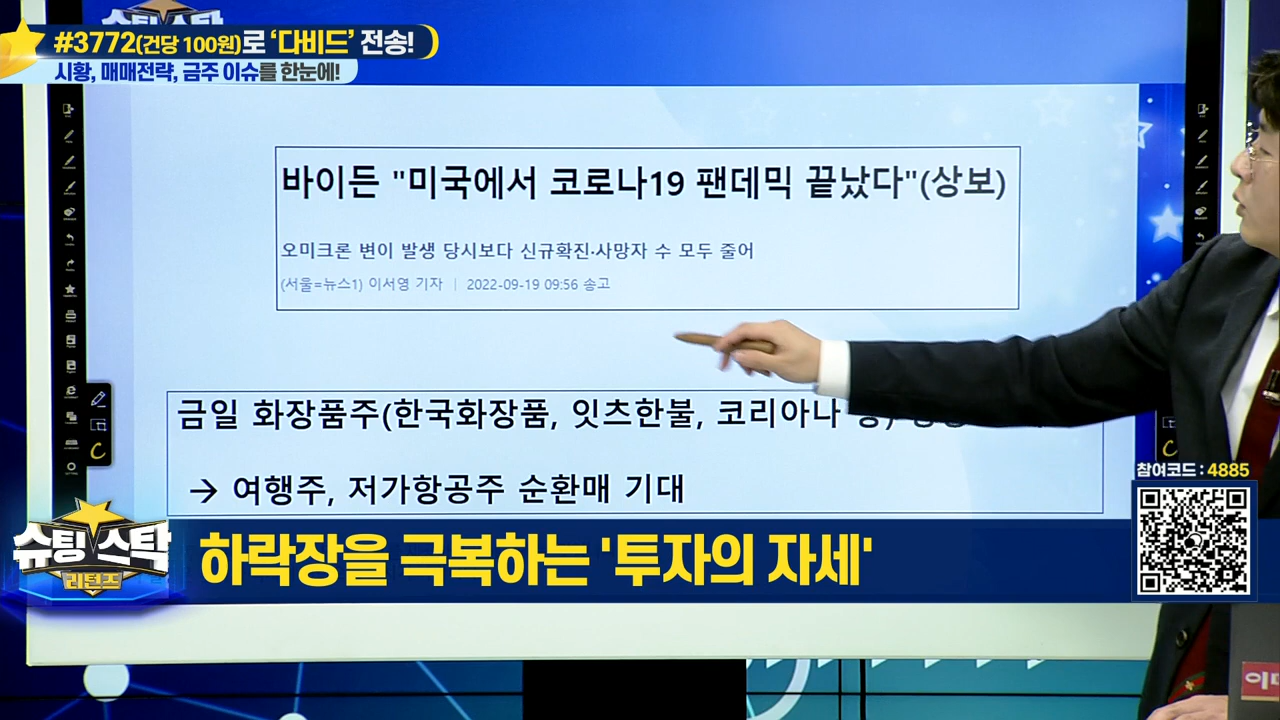 #3772(건당 100원)로 '다비드' 전송!
시황, 매매전략, 금주 이슈를 한눈에!
바이든 "미국에서 코로나19 팬데믹 끝났다"(상보)
오미크론 변이 발생 당시보다 신규확진·사망자 수 모두 줄어
(서울=뉴스1) 이서영 기자 | 2022-09-19 09:56 송고
금일 화장품주(한국화장품, 잇츠한불, 코리아나
→ 여행주, 저가항공주 순환매 기대
참여코드 : 4885
슈팅스탁
리턴즈
하락장을 극복하는 '투자의 자세'